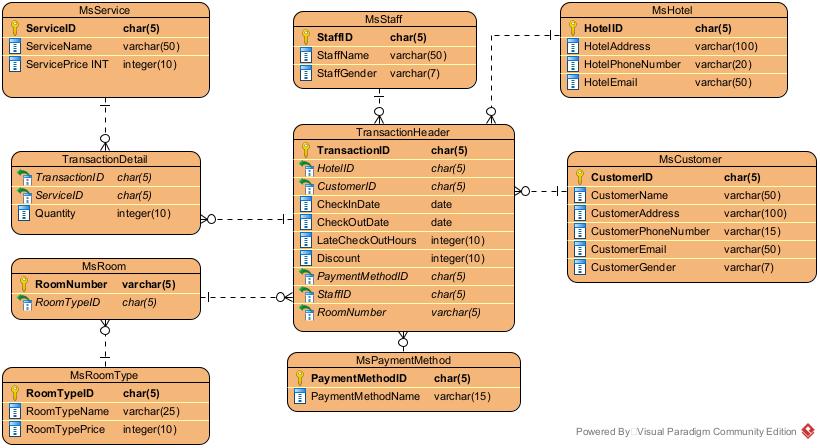 MsService
ServiceID char(5)
ServiceName varchar(50)
ServicePrice INT integer(10)
MsStaff
StaffID char(5)
StaffName varchar(50)
StaffGender varchar(7)
MsHotel
HotelID char(5)
HotelAddress varchar(100)
HotelPhoneNumber varchar(20)
HotelEmail varchar(50)
TransactionDetail
TransactionID char(5)
ServiceID char(5)
Quantity integer(10)
TransactionHeader
TransactionID char(5)
HotelID char(5)
CustomerID char(5)
CheckInDate date
CheckOutDate date
LateCheckOutHours integer(10)
Discount integer(10)
PaymentMethodID char(5)
StaffID char(5)
RoomNumber varchar(5)
MsCustomer
CustomerID char(5)
CustomerName varchar(50)
CustomerAddress varchar(100)
CustomerPhoneNumber varchar(15)
CustomerEmail varchar(50)
CustomerGender varchar(7)
MsRoom
RoomNumber varchar(5)
RoomTypeID char(5)
MsRoomType
RoomTypeID char(5)
RoomTypeName varchar(25)
RoomTypePrice integer(10)
MsPaymentMethod
PaymentMethodID char(5)
PaymentMethodName varchar(15)
Powered By Visual Paradigm Community Edition